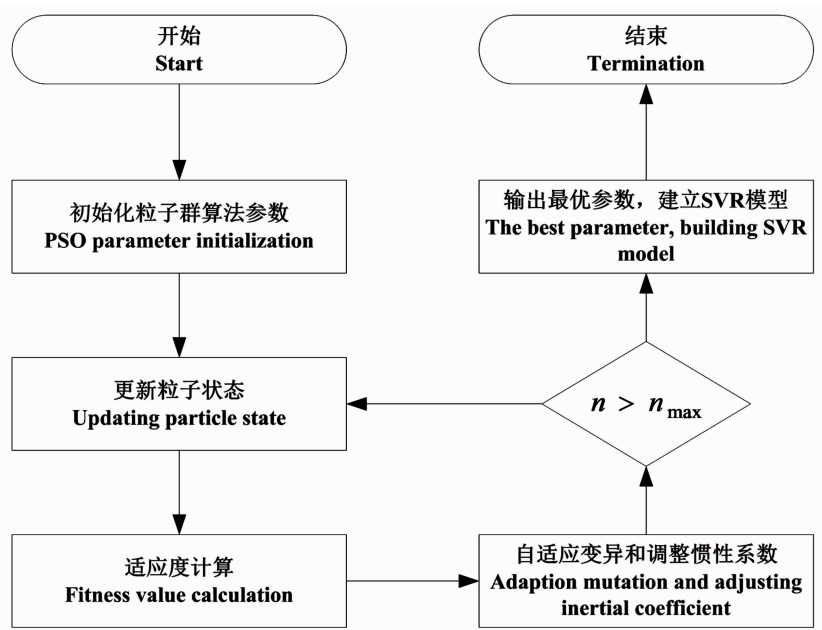 开始
Start
初始化粒子群算法参数
PSO parameter initialization
更新粒子状态
Updating particle state
适应度计算
Fitness value calculation
自适应变异和调整惯性系数
Adaption mutation and adjusting
inertial coefficient
n > n max
输出最优参数，建立SVR模型
The best parameter, building SVR
model
结束
Termination